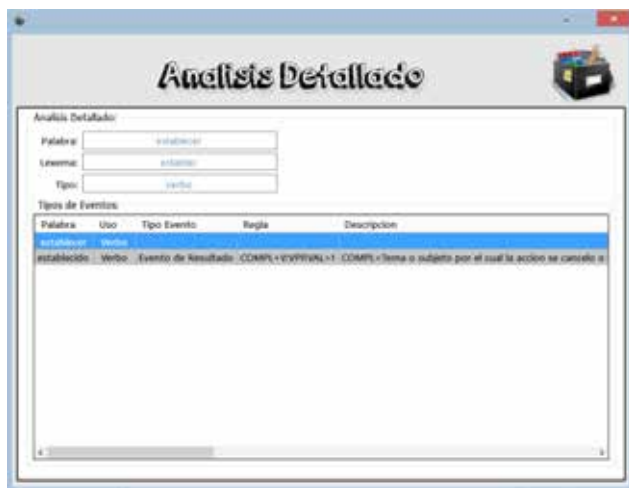 Analisis Detallado
Analisis Detallado:
Palabra: establecer
Lexema:
Tipo: verbo
Tipos de Eventos:
Palabra Uso Tipo Evento Regla Descripcion
establecer Verbo
establecido Verbo Evento de Resultado COMPL+ COMPL=Tema o subjeto por el cual la accion se cancelo o